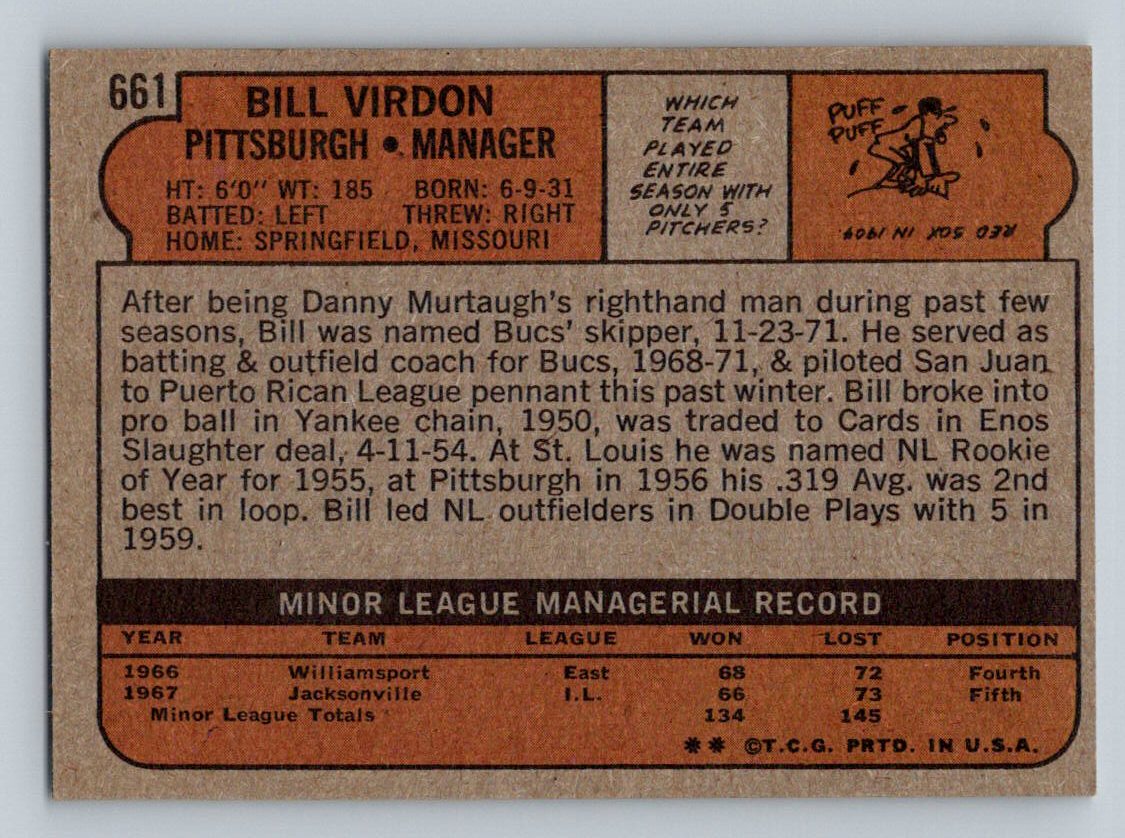 661
BILL VIRDON
PITTSBURGH • MANAGER
HT: 6'0" WT: 185 BORN: 6-9-31
BATTED: LEFT THREW: RIGHT
HOME: SPRINGFIELD, MISSOURI
WHICH
TEAM
PLAYED
ENTIRE
SEASON WITH
ONLY 5
PITCHERS?
PUFF
PUFF
RED SOX IN 1904.
After being Danny Murtaugh's righthand man during past few
seasons, Bill was named Bucs' skipper, 11-23-71. He served as
batting & outfield coach for Bucs, 1968-71, & piloted San Juan
to Puerto Rican League pennant this past winter. Bill broke into
pro ball in Yankee chain, 1950, was traded to Cards in Enos
Slaughter deal, 4-11-54. At St. Louis he was named NL Rookie
of Year for 1955, at Pittsburgh in 1956 his .319 Avg. was 2nd
best in loop. Bill led NL outfielders in Double Plays with 5 in
1959.
MINOR LEAGUE MANAGERIAL RECORD
YEAR TEAM LEAGUE WON LOST POSITION
1966 Williamsport East 68 72 Fourth
1967 Jacksonville I.L. 66 73 Fifth
Minor League Totals 134 145
** ©T.C.G. PRTD. IN U.S.A.